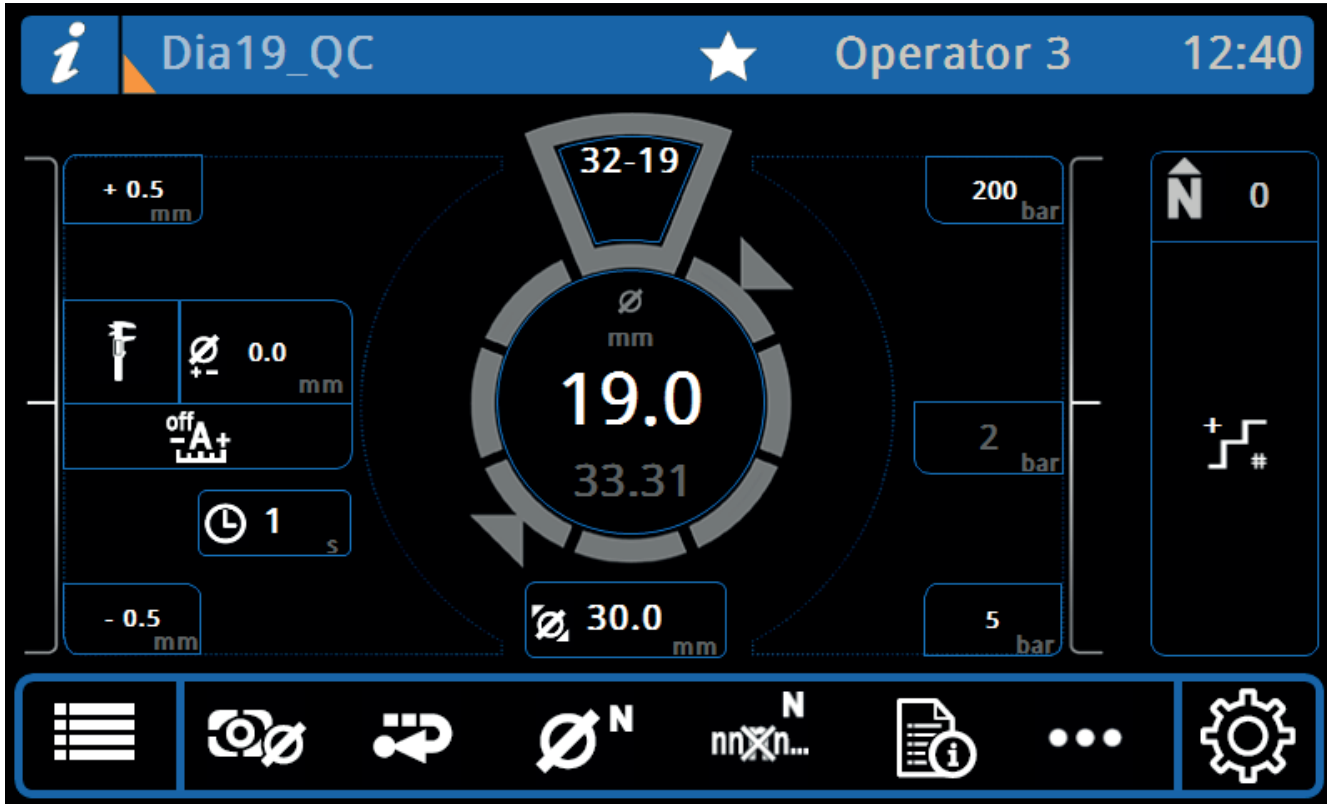 i Dia19_QC Operator 3 12:40
32-19
+ 0.5 mm
200 bar
N 0
mm
0.0 mm
19.0
2 bar
off
-A+
+
#
33.31
1 s
- 0.5 mm
30.0 mm
5 bar
N
N
nnXn...
i